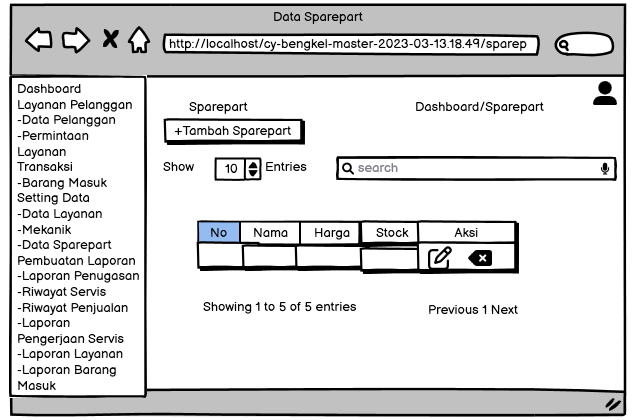 Data Sparepart
http://localhost/cy-bengkel-master-2023-03-13.18.49/sparep
Dashboard
Layanan Pelanggan
-Data Pelanggan
-Permintaan
Layanan
Transaksi
-Barang Masuk
Setting Data
-Data Layanan
-Mekanik
-Data Sparepart
Pembuatan Laporan
-Laporan Penugasan
-Riwayat Servis
-Riwayat Penjualan
-Laporan
Pengerjaan Servis
-Laporan Layanan
-Laporan Barang
Masuk
Sparepart
Dashboard/Sparepart
+Tambah Sparepart
Show 10 Entries
search
No Nama Harga Stock Aksi
Showing 1 to 5 of 5 entries
Previous 1 Next